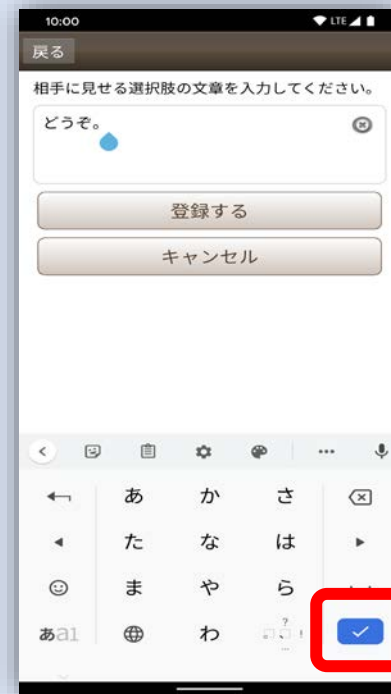 10:00 LTE
戻る
相手に見せる選択肢の文章を入力してください。
どうぞ。
登録する
キャンセル
あ か さ
た な は
ま や ら
あa1 わ ?!